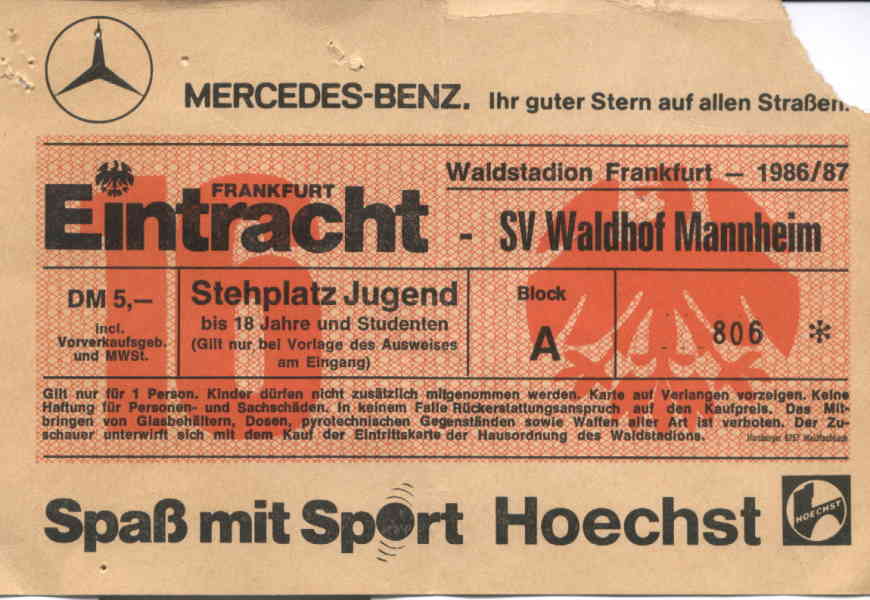 MERCEDES-BENZ. Ihr guter Stern auf allen Straßen.
Waldstadion Frankfurt — 1986/87
FRANKFURT
Eintracht - SV Waldhof Mannheim
16
DM 5,—
incl.
Vorverkaufsgeb.
und MWSt.
Stehplatz Jugend
bis 18 Jahre und Studenten
(Gilt nur bei Vorlage des Ausweises
am Eingang)
Block
A
806 *
Gilt nur für 1 Person. Kinder dürfen nicht zusätzlich mitgenommen werden. Karte auf Verlangen vorzeigen. Keine
Haftung für Personen- und Sachschäden. In keinem Falle Rückerstattungsanspruch auf den Kaufpreis. Das Mit-
bringen von Glasbehältern, Dosen, pyrotechnischen Gegenständen sowie Waffen aller Art ist verboten. Der Zu-
schauer unterwirft sich mit dem Kauf der Eintrittskarte der Hausordnung des Waldstadions.
Spaß mit Sport Hoechst
HOECHST